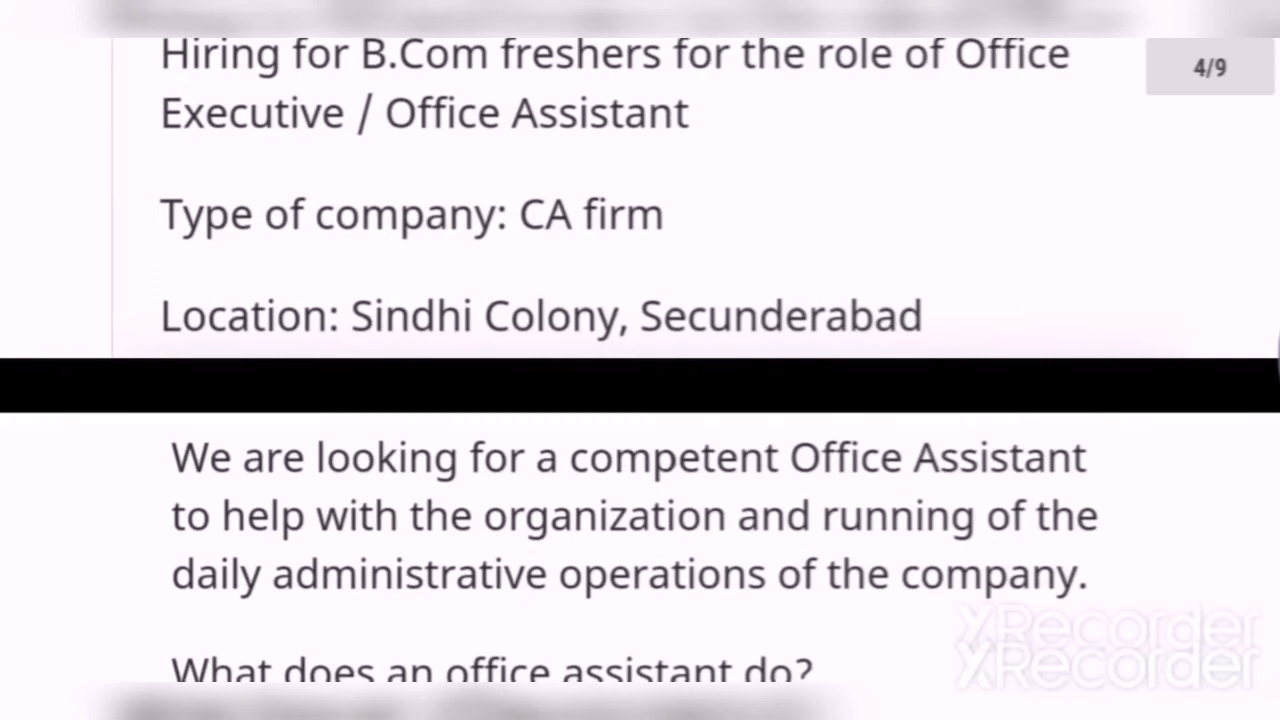 Hiring for B.Com freshers for the role of Office
4/9
Executive / Office Assistant
Type of company: CA firm
Location: Sindhi Colony, Secunderabad
We are looking for a competent Office Assistant
to help with the organization and running of the
daily administrative operations of the company.
What does an office assistant do?
XRecorder
XRecorder